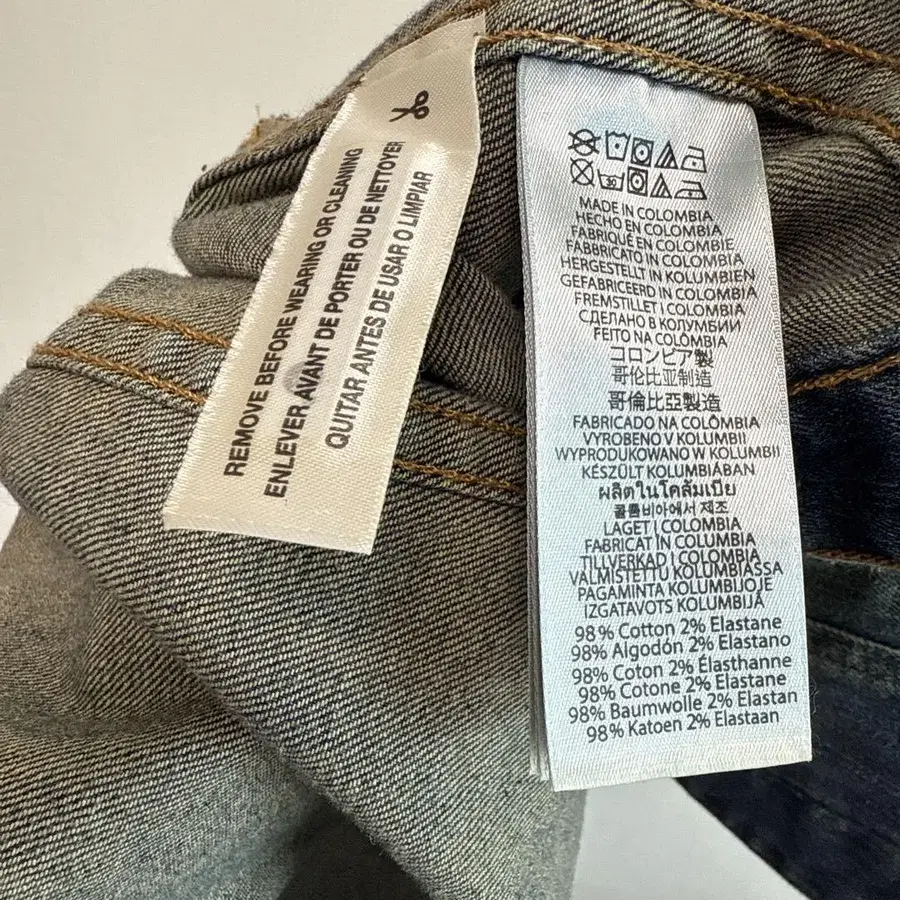 REMOVE BEFORE WEARING OR CLEANING
ENLEVER AVANT DE PORTER OU DE NETTOYER
QUITAR ANTES DE USAR O LIMPIAR
30
MADE IN COLOMBIA
HECHO EN COLOMBIA
FABRIQUÉ EN COLOMBIE
FABBRICATO IN COLOMBIA
HERGESTELLT IN KOLUMBIEN
GEFABRICEERD IN COLOMBIA
FREMSTILLET I COLOMBIA
СДЕЛАНО В КОЛУМБИИ
FEITO NA COLÔMBIA
コロンビア製
哥伦比亚制造
哥倫比亞製造
FABRICADO NA COLÔMBIA
VYROBENO V KOLUMBII
WYPRODUKOWANO W KOLUMBII
KÉSZÜLT KOLUMBIÁBAN
ผลิตในโคลัมเบีย
콜롬비아에서 제조
LAGET I COLOMBIA
FABRICAT ÎN COLUMBIA
TILLVERKAD I COLOMBIA
VALMISTETTU KOLUMBIASSA
PAGAMINTA KOLUMBIJOJE
IZGATAVOTS KOLUMBIJĀ
98% Cotton 2% Elastane
98% Algodón 2% Elastano
98% Coton 2% Élasthanne
98% Cotone 2% Elastane
98% Baumwolle 2% Elastan
98% Katoen 2% Elastaan